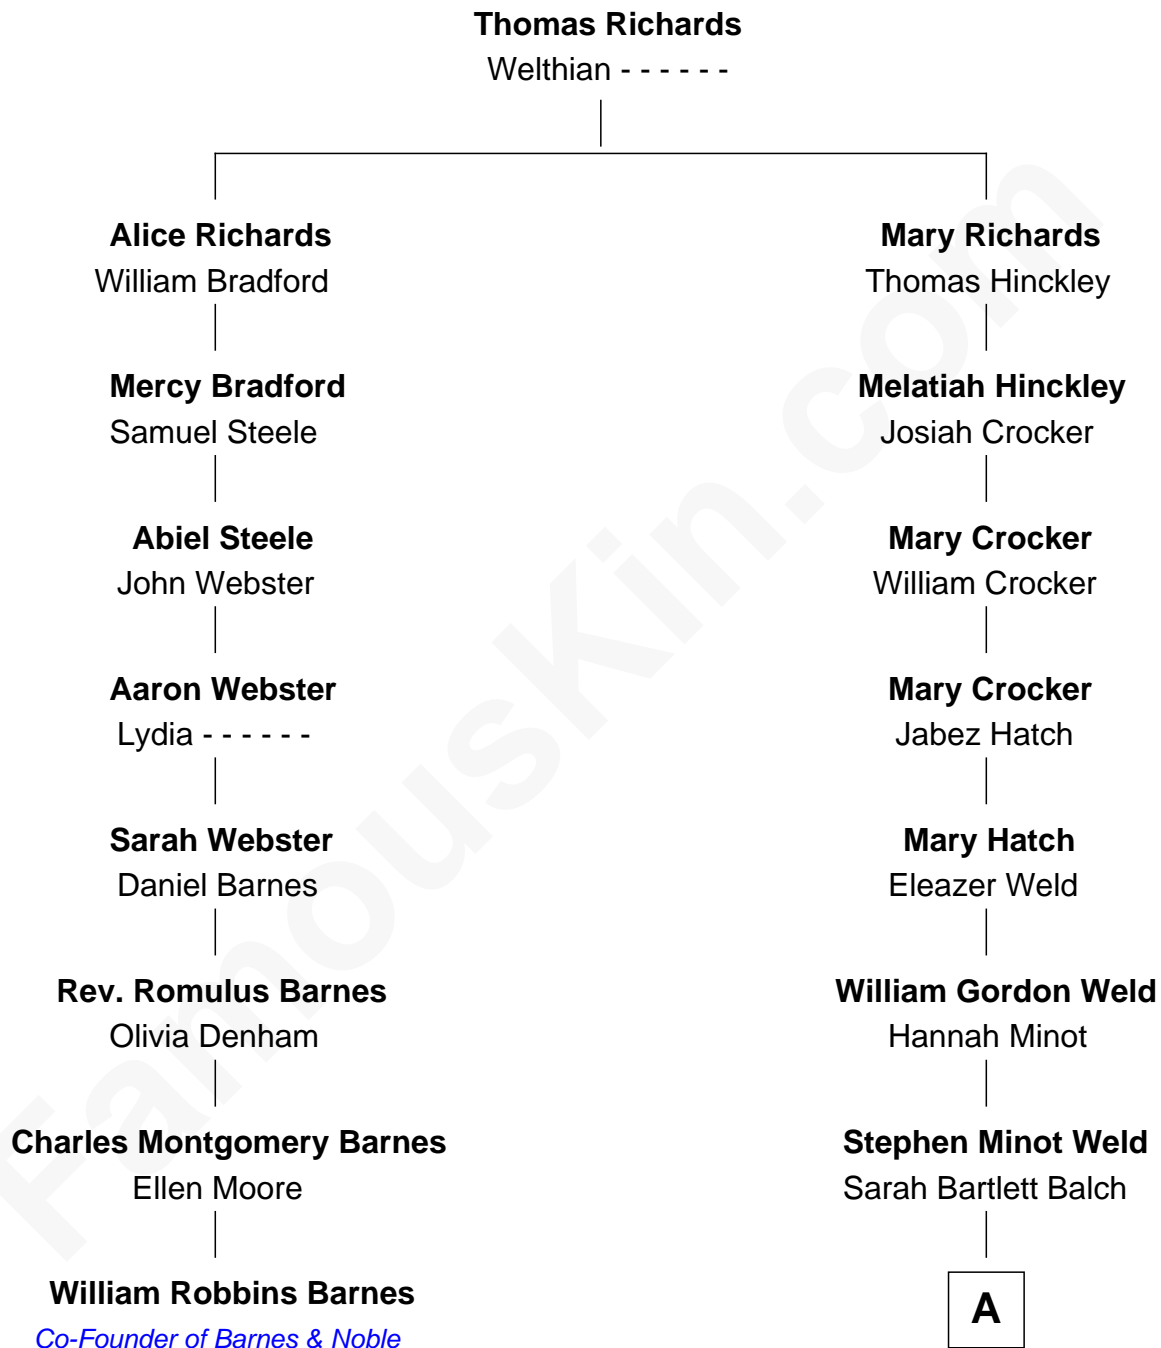 Thomas Richards
Welthian - - - - - -
Alice Richards
William Bradford
Mary Richards
Thomas Hinckley
Mercy Bradford
Samuel Steele
Melatiah Hinckley
Josiah Crocker
Abiel Steele
John Webster
Mary Crocker
William Crocker
Aaron Webster
Lydia - - - - - -
Mary Crocker
Jabez Hatch
Sarah Webster
Daniel Barnes
Mary Hatch
Eleazer Weld
Rev. Romulus Barnes
Olivia Denham
William Gordon Weld
Hannah Minot
Charles Montgomery Barnes
Ellen Moore
Stephen Minot Weld
Sarah Bartlett Balch
William Robbins Barnes
Co-Founder of Barnes & Noble
A
FamousKin.com